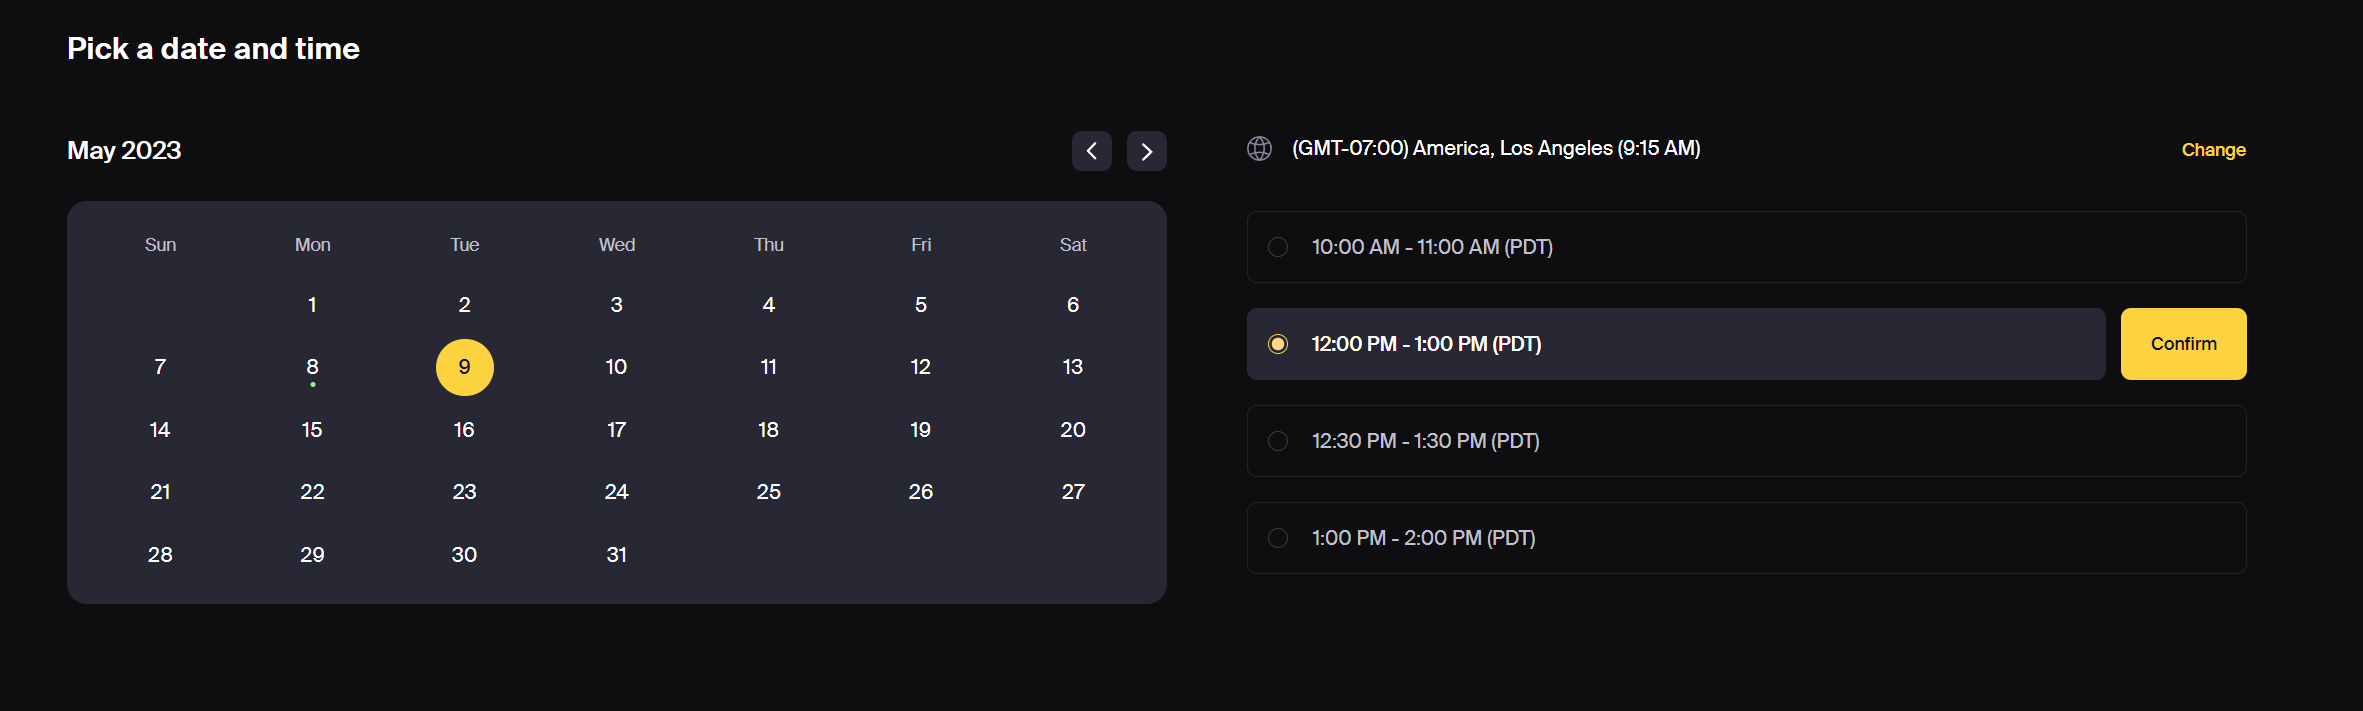 Pick a date and time
May 2023
Sun Mon Tue Wed Thu Fri Sat
1 2 3 4 5 6
7 8 9 10 11 12 13
14 15 16 17 18 19 20
21 22 23 24 25 26 27
28 29 30 31
(GMT-07:00) America, Los Angeles (9:15 AM) Change
10:00 AM - 11:00 AM (PDT)
12:00 PM - 1:00 PM (PDT) Confirm
12:30 PM - 1:30 PM (PDT)
1:00 PM - 2:00 PM (PDT)